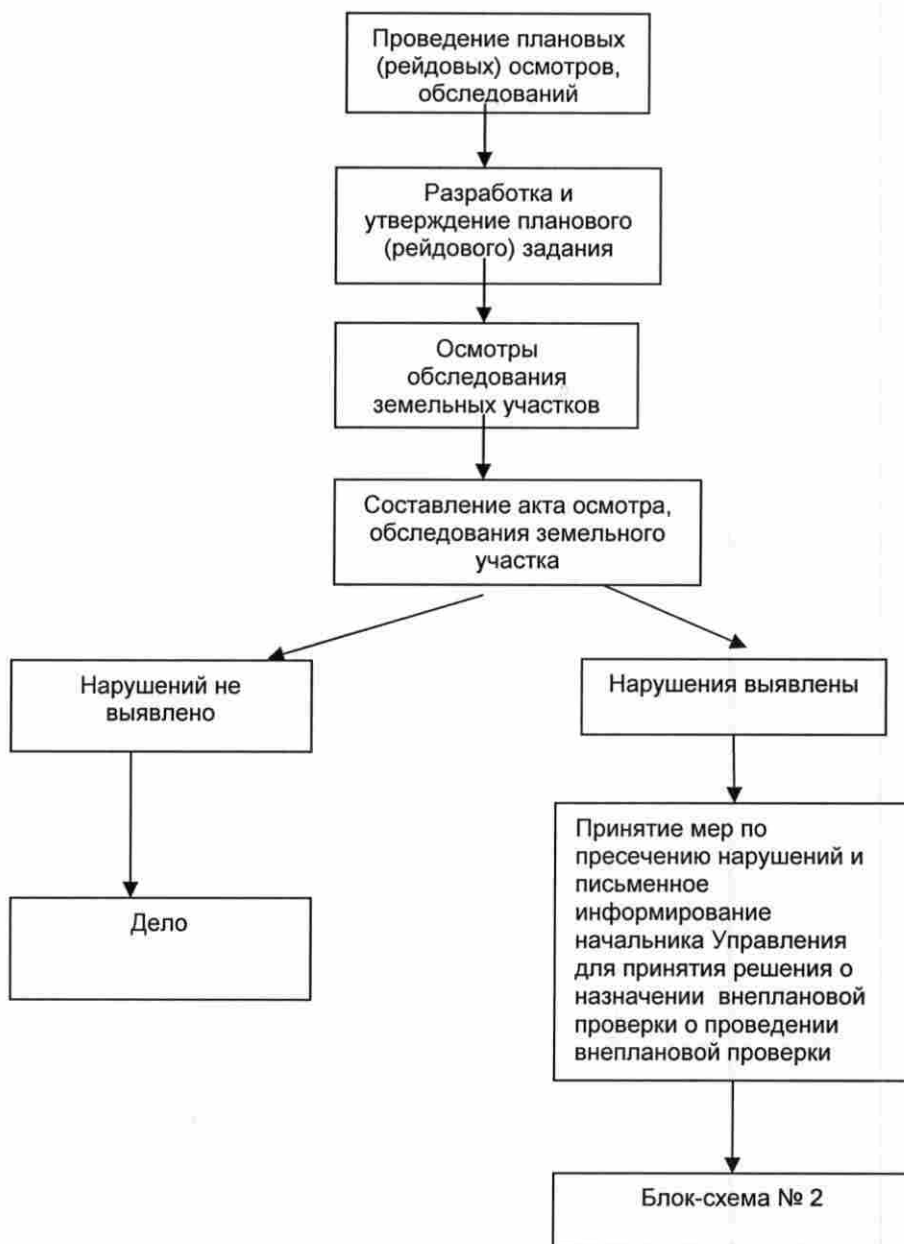 Проведение плановых
(рейдовых) осмотров,
обследований
Разработка и
утверждение планового
(рейдового) задания
Осмотры
обследования
земельных участков
Составление акта осмотра,
обследования земельного
участка
Нарушений не
выявлено
Нарушения выявлены
Дело
Принятие мер по
пресечению нарушений и
письменное
информирование
начальника Управления
для принятия решения о
назначении внеплановой
проверки о проведении
внеплановой проверки
Блок-схема № 2